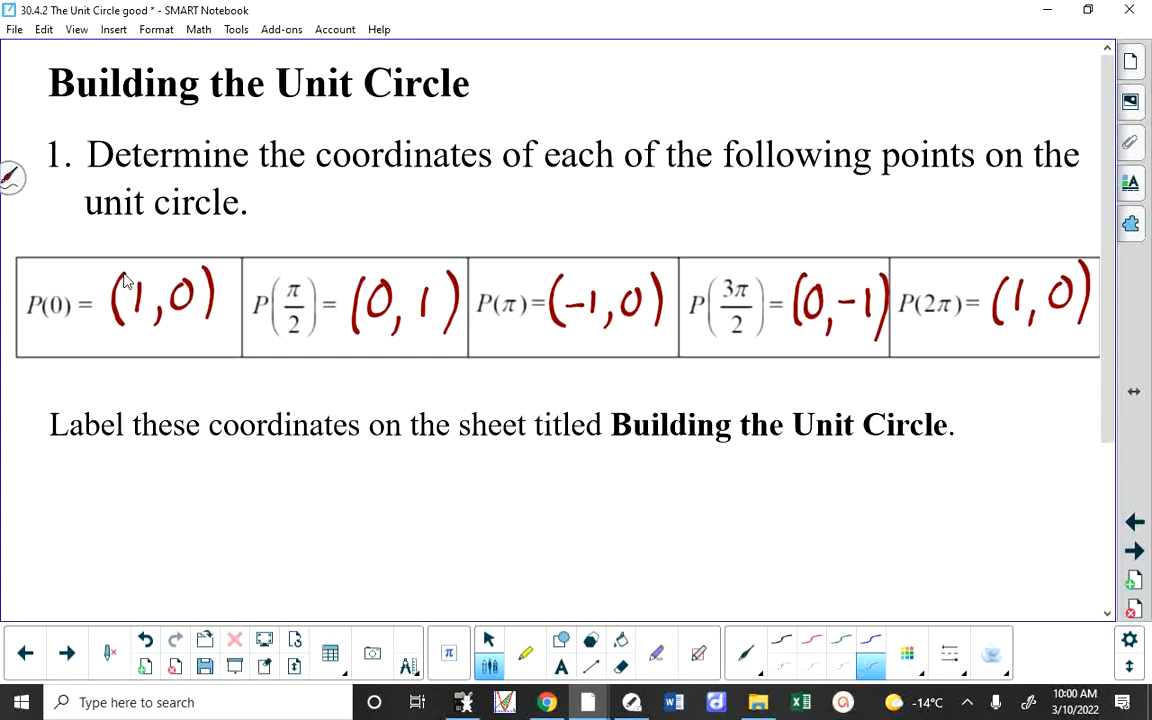 30.4.2 The Unit Circle good * - SMART Notebook
File Edit View Insert Format Math Tools Add-ons Account Help
Building the Unit Circle
1. Determine the coordinates of each of the following points on the
unit circle.
P(0) = (1,0) P(π/2) = (0, 1) P(π)=(-1,0) P(3π/2) = (0,-1) P(2π)= (1,0)
Label these coordinates on the sheet titled Building the Unit Circle.
π
A
Type here to search
-14°C
10:00 AM
3/10/2022